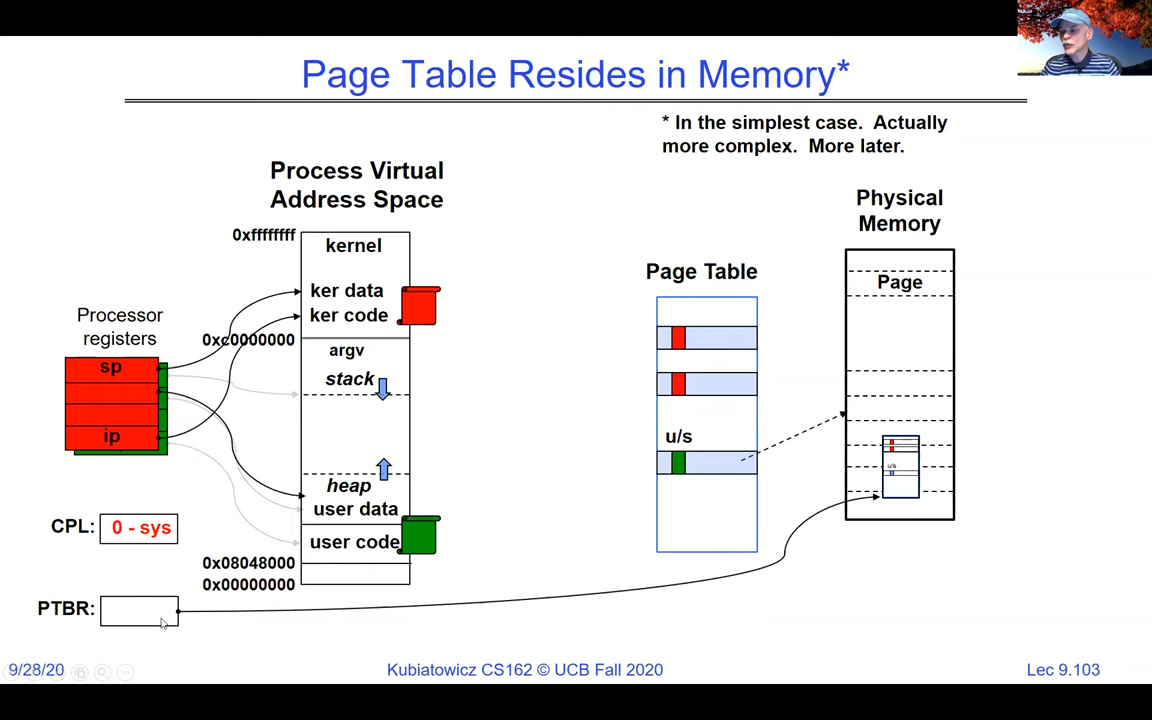 Page Table Resides in Memory*
* In the simplest case. Actually
more complex. More later.
Process Virtual
Address Space
Physical
Memory
0xffffffff
kernel
Page Table
Page
ker data
ker code
Processor
registers
0xc0000000
argv
sp
stack
ip
u/s
u/s
heap
user data
CPL:
0 - sys
user code
0x08048000
0x00000000
PTBR:
9/28/20
Kubiatowicz CS162 © UCB Fall 2020
Lec 9.103